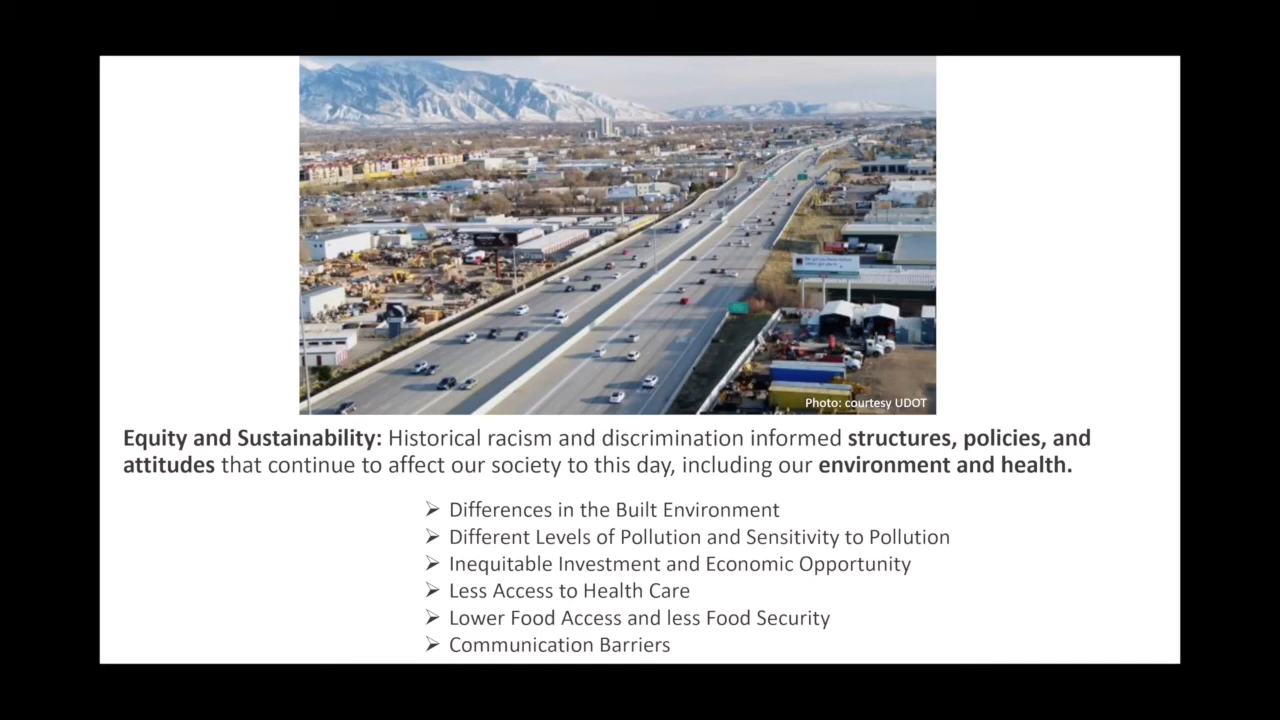 Photo: courtesy UDOT
Equity and Sustainability: Historical racism and discrimination informed structures, policies, and
attitudes that continue to affect our society to this day, including our environment and health.
Differences in the Built Environment
Different Levels of Pollution and Sensitivity to Pollution
Inequitable Investment and Economic Opportunity
Less Access to Health Care
Lower Food Access and less Food Security
Communication Barriers